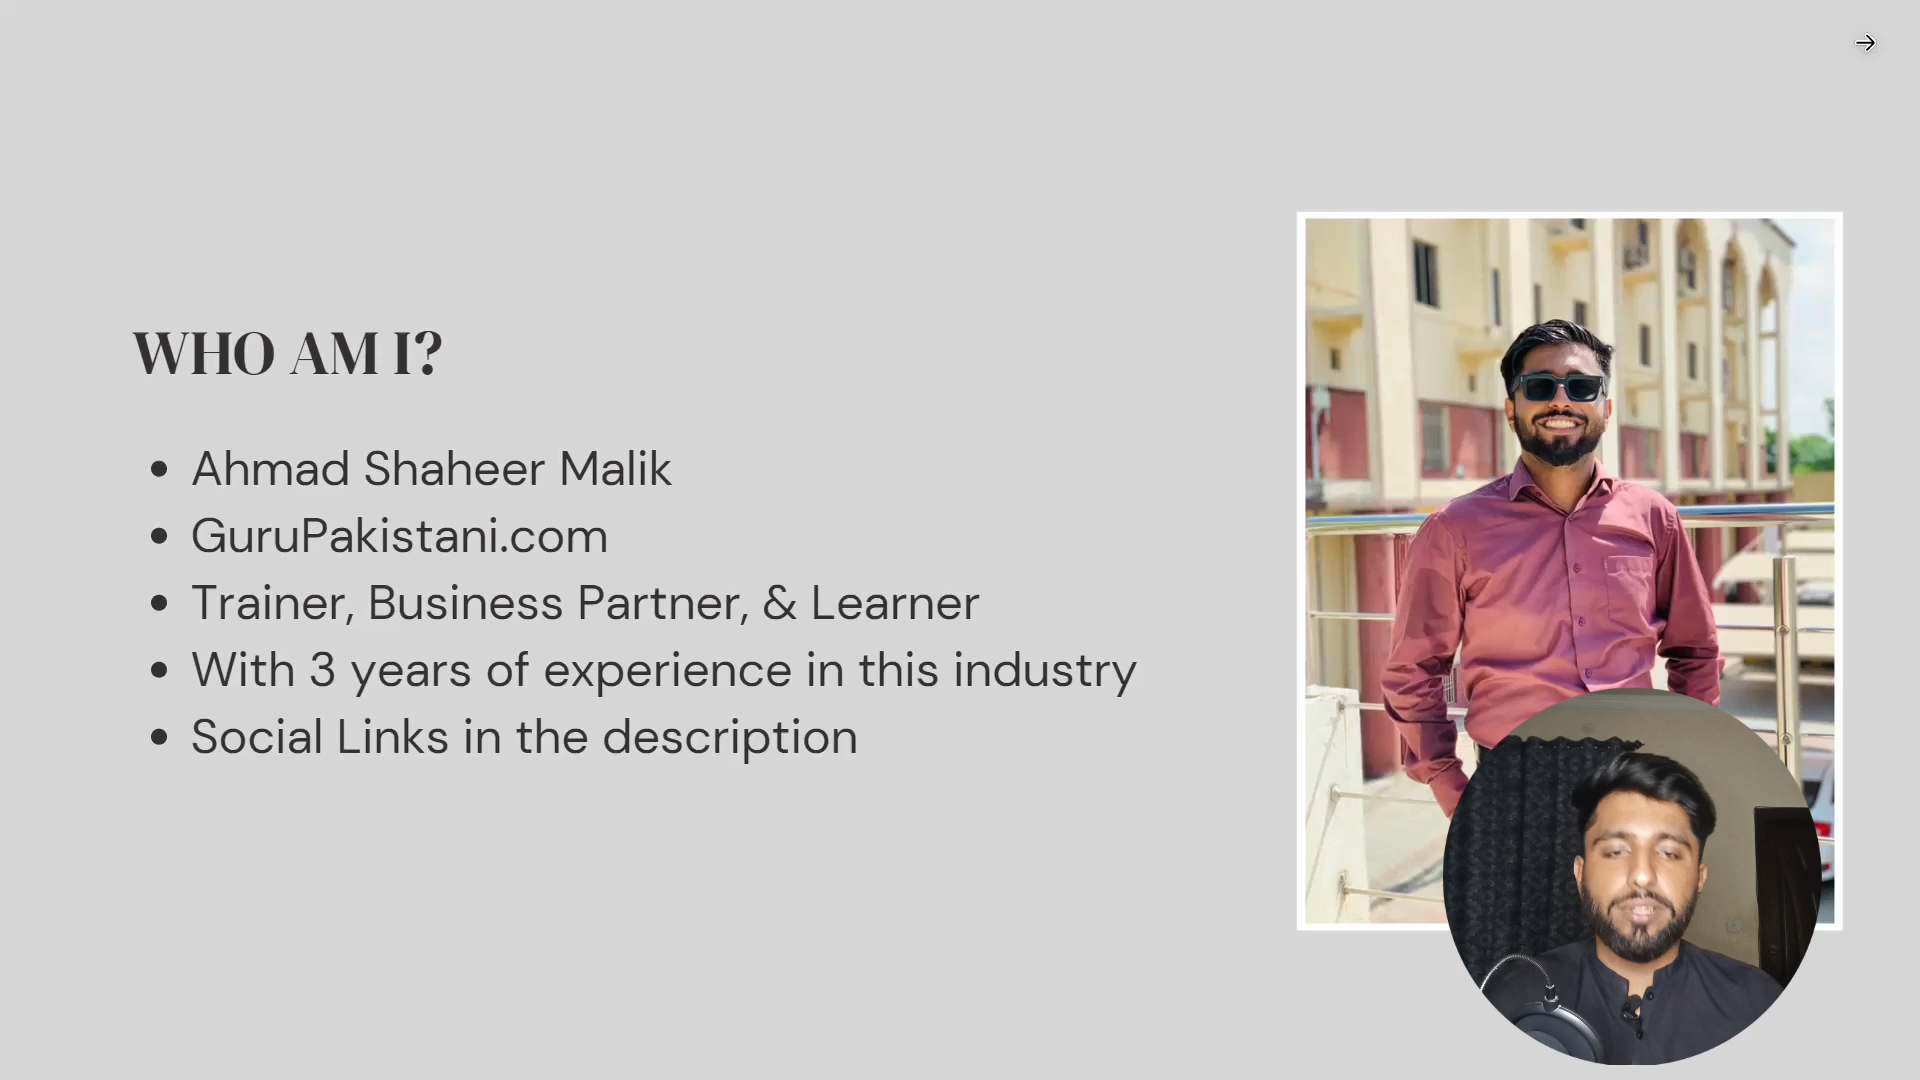 WHO AM I?
Ahmad Shaheer Malik
GuruPakistani.com
Trainer, Business Partner, & Learner
With 3 years of experience in this industry
Social Links in the description